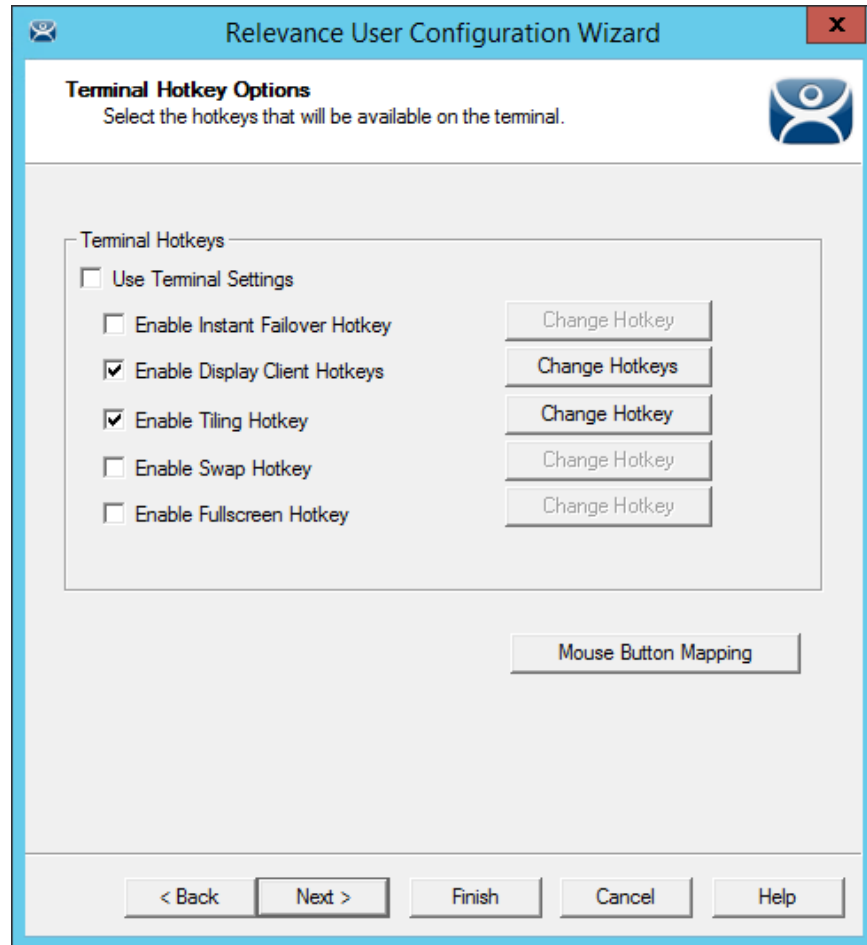 Relevance User Configuration Wizard
x
Terminal Hotkey Options
Select the hotkeys that will be available on the terminal.
Terminal Hotkeys
Use Terminal Settings
Enable Instant Failover Hotkey Change Hotkey
Enable Display Client Hotkeys Change Hotkeys
Enable Tiling Hotkey Change Hotkey
Enable Swap Hotkey Change Hotkey
Enable Fullscreen Hotkey Change Hotkey
Mouse Button Mapping
< Back Next > Finish Cancel Help